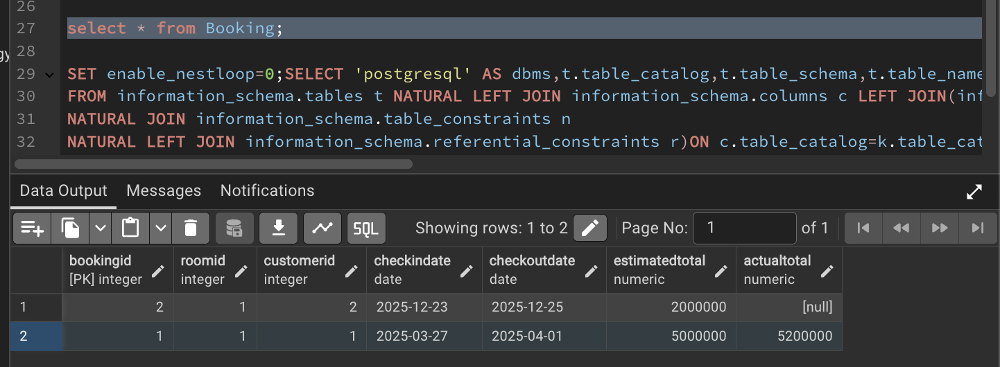 26
27 select * from Booking;
28
29 SET enable_nestloop=0;SELECT 'postgresql' AS dbms,t.table_catalog,t.table_schema,t.table_name
30 FROM information_schema.tables t NATURAL LEFT JOIN information_schema.columns c LEFT JOIN(inf
31 NATURAL JOIN information_schema.table_constraints n
32 NATURAL LEFT JOIN information_schema.referential_constraints r)ON c.table_catalog=k.table_cat
gy
Data Output Messages Notifications
SQL Showing rows: 1 to 2 Page No: 1 of 1
bookingid roomid customerid checkindate checkoutdate estimatedtotal actualtotal
[PK] integer integer integer date date numeric numeric
1 2 1 2 2025-12-23 2025-12-25 2000000 [null]
2 1 1 1 2025-03-27 2025-04-01 5000000 5200000